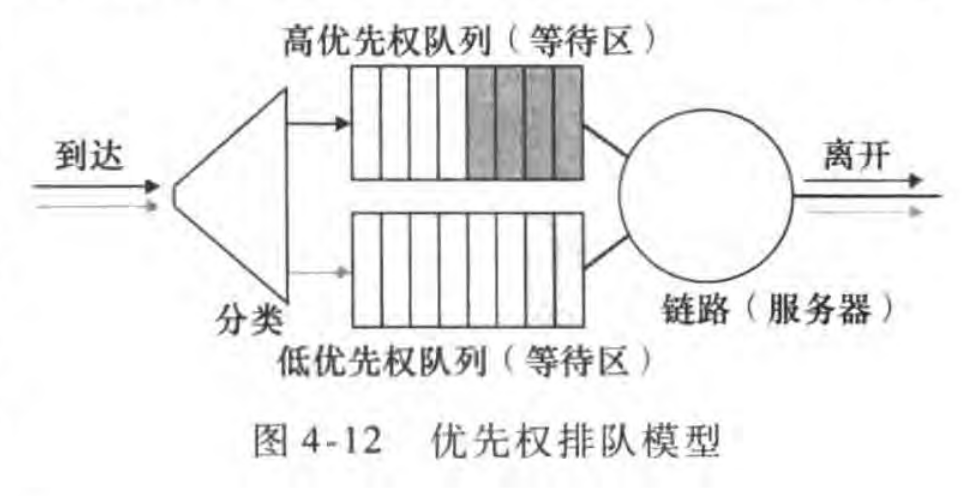 高优先权队列（等待区）
到达
离开
分类
链路（服务器）
低优先权队列（等待区）
图 4-12 优先权排队模型